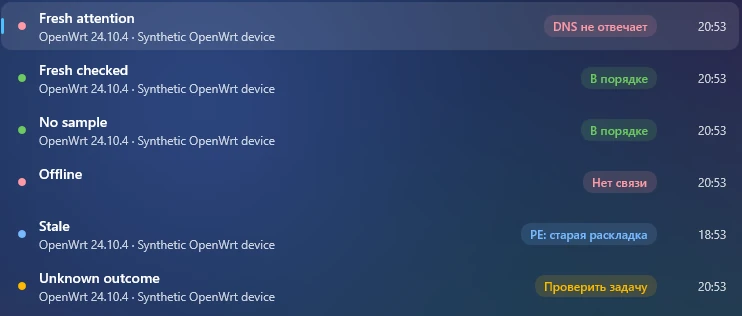 Fresh attention
OpenWrt 24.10.4 · Synthetic OpenWrt device
DNS не отвечает
20:53
Fresh checked
OpenWrt 24.10.4 · Synthetic OpenWrt device
В порядке
20:53
No sample
OpenWrt 24.10.4 · Synthetic OpenWrt device
В порядке
20:53
Offline
Нет связи
20:53
Stale
OpenWrt 24.10.4 · Synthetic OpenWrt device
PE: старая раскладка
18:53
Unknown outcome
OpenWrt 24.10.4 · Synthetic OpenWrt device
Проверить задачу
20:53